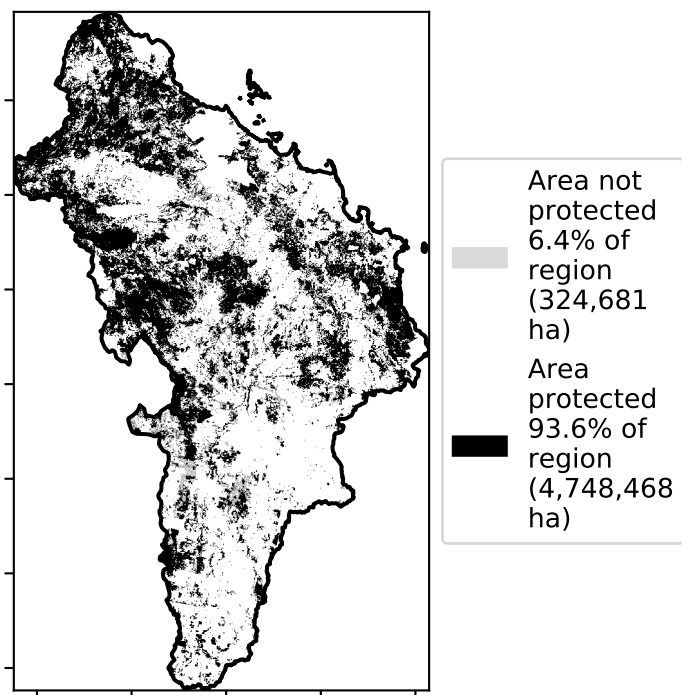 Area not
protected
6.4% of
region
(324,681
ha)
Area
protected
93.6% of
region
(4,748,468
ha)